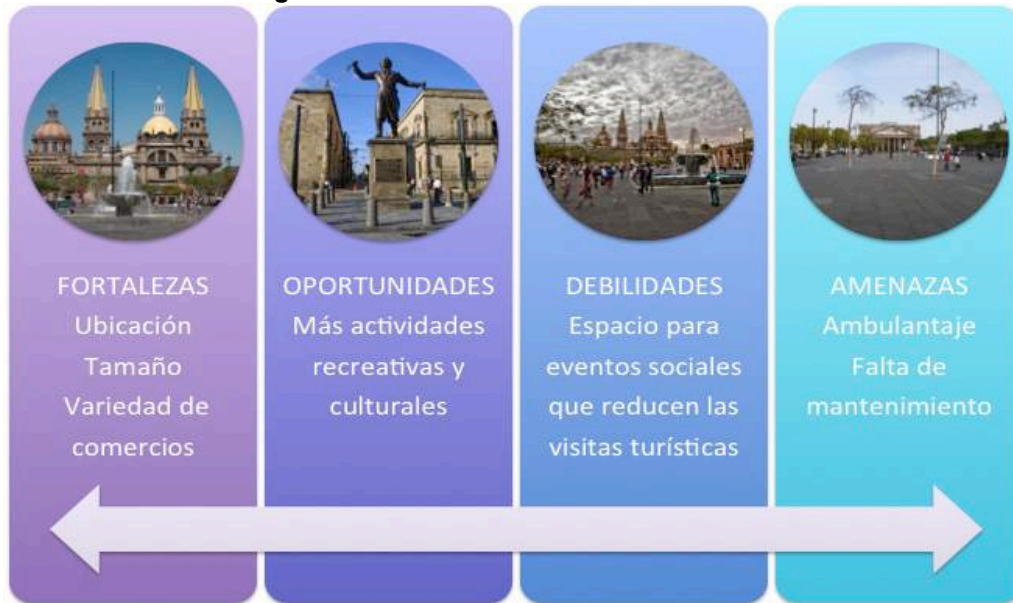 FORTALEZAS
Ubicación
Tamaño
Variedad de
comercios
OPORTUNIDADES
Más actividades
recreativas y
culturales
DEBILIDADES
Espacio para
eventos sociales
que reducen las
visitas turísticas
AMENAZAS
Ambulantaje
Falta de
mantenimiento